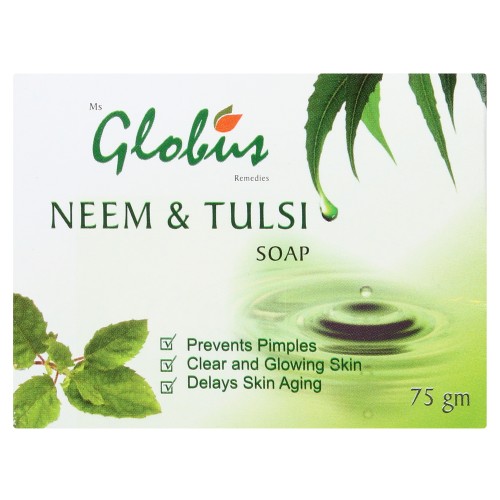 Ms
Globus
Remedies
NEEM & TULSI
SOAP
Prevents Pimples
Clear and Glowing Skin
Delays Skin Aging
75 gm